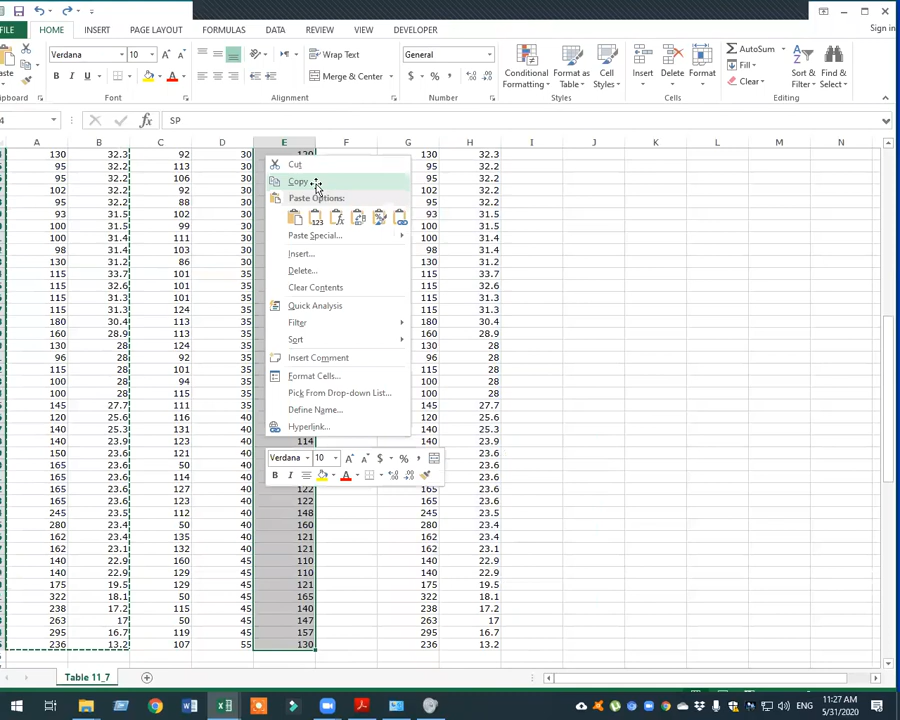 FILE HOME INSERT PAGE LAYOUT FORMULAS DATA REVIEW VIEW DEVELOPER Sign in
Verdana 10 Wrap Text General AutoSum
Fill
B I U Merge & Center $ % , Conditional Formatting Format as Table Cell Styles Insert Delete Format Clear Sort & Filter Find & Select
Font Alignment Number Styles Cells Editing
fx SP
A B C D E F G H I J K L M N
130 32.3 92 30 130 32.3
95 32.2 113 30 95 32.2
95 32.2 106 30 95 32.2
102 32.2 92 30 102 32.2
95 32.2 88 30 95 32.2
93 31.5 102 30 93 31.5
100 31.5 99 30 100 31.5
100 31.4 111 30 100 31.4
98 31.4 103 30 98 31.4
130 31.2 86 30 130 31.2
115 33.7 101 35 115 33.7
115 32.6 101 35 115 32.6
115 31.3 101 35 115 31.3
115 31.3 124 35 115 31.3
180 30.4 113 35 180 30.4
160 28.9 113 35 160 28.9
130 28 124 35 130 28
96 28 92 35 96 28
115 28 101 35 115 28
100 28 94 35 100 28
100 28 115 35 100 28
145 27.7 111 35 145 27.7
120 25.6 116 40 120 25.6
140 25.3 131 40 140 25.3
140 23.9 123 40 114 140 23.9
150 23.6 121 40 23.6
165 23.6 50 40 23.6
165 23.6 114 40 23.6
165 23.6 127 40 122 165 23.6
165 23.6 123 40 122 165 23.6
245 23.5 112 40 148 245 23.5
280 23.4 50 40 160 280 23.4
162 23.4 135 40 121 162 23.4
162 23.1 132 40 121 162 23.1
140 22.9 160 45 110 140 22.9
140 22.9 129 45 110 140 22.9
175 19.5 129 45 121 175 19.5
322 18.1 50 45 165 322 18.1
238 17.2 115 45 140 238 17.2
263 17 50 45 147 263 17
295 16.7 119 45 157 295 16.7
236 13.2 107 55 130 236 13.2
Cut
Copy
Paste Options:
123 fx %
Paste Special...
Insert...
Delete...
Clear Contents
Quick Analysis
Filter
Sort
Insert Comment
Format Cells...
Pick From Drop-down List...
Define Name...
Hyperlink...
Verdana 10 A A $ % ,
B I A
Table 11_7
ENG 11:27 AM
5/31/2020